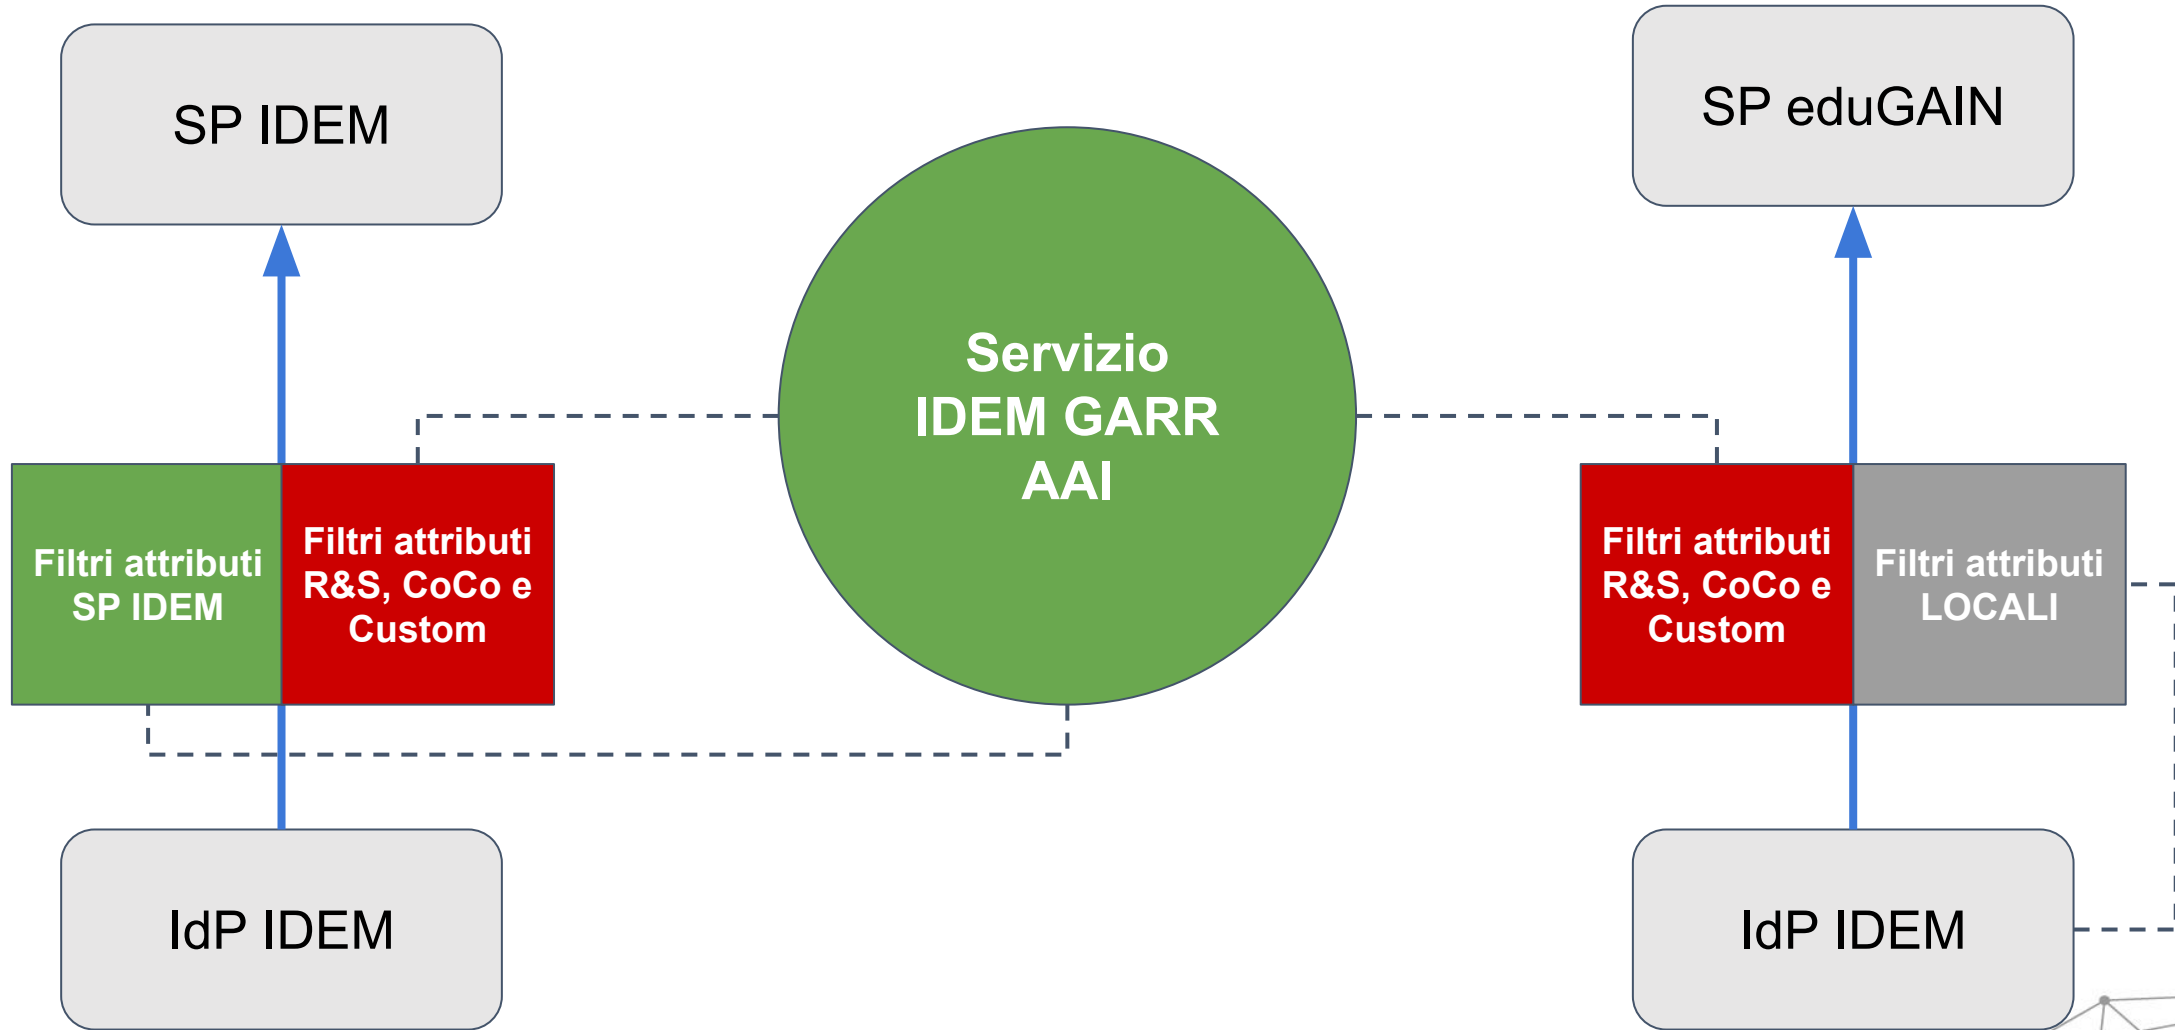 SP IDEM
SP eduGAIN
Servizio
IDEM GARR
AAI
Filtri attributi
SP IDEM
Filtri attributi
R&S, CoCo e
Custom
Filtri attributi
R&S, CoCo e
Custom
Filtri attributi
LOCALI
IdP IDEM
IdP IDEM